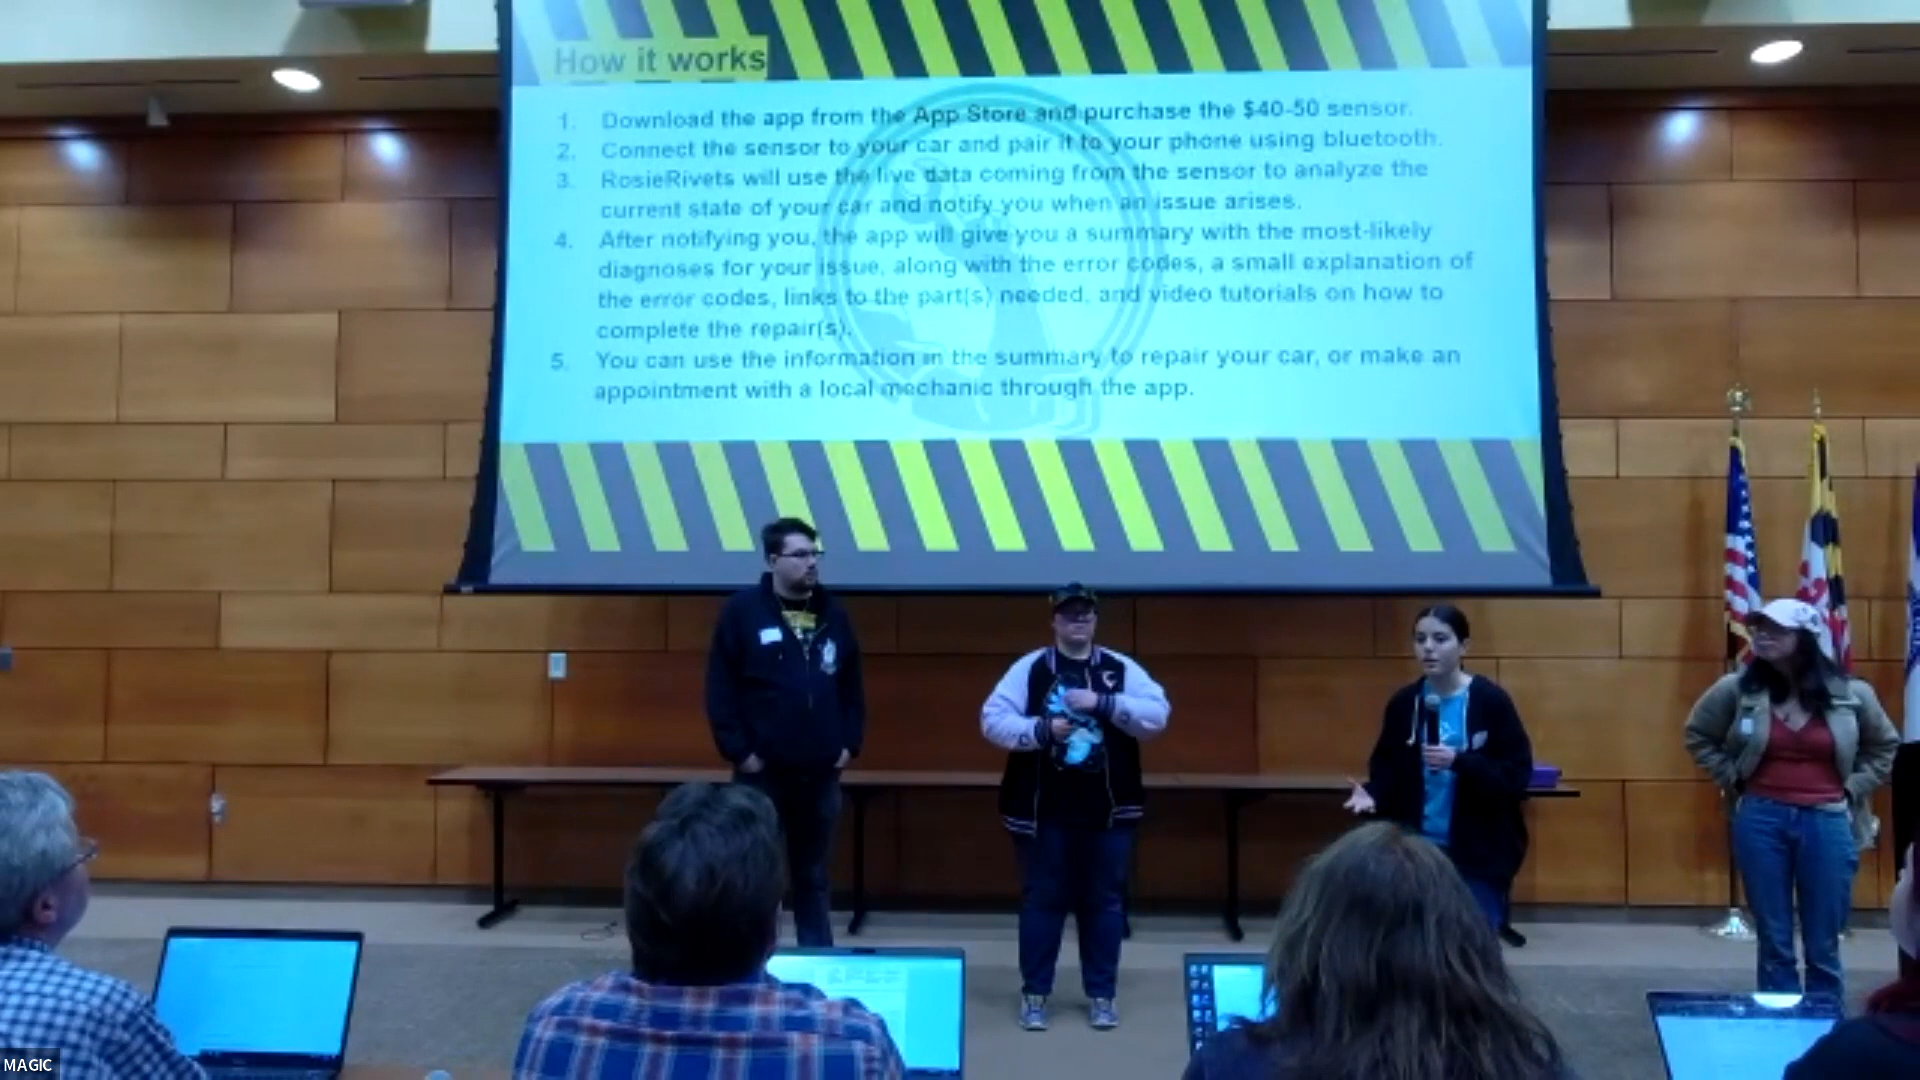 How it works
1. Download the app from the App Store and purchase the $40-50 sensor.
2. Connect the sensor to your car and pair it to your phone using bluetooth.
3. RosieRivets will use the live data coming from the sensor to analyze the
current state of your car and notify you when an issue arises.
4. After notifying you, the app will give you a summary with the most-likely
diagnoses for your issue, along with the error codes, a small explanation of
the error codes, links to the part(s) needed, and video tutorials on how to
complete the repair(s).
5. You can use the information in the summary to repair your car, or make an
appointment with a local mechanic through the app.
MAGIC